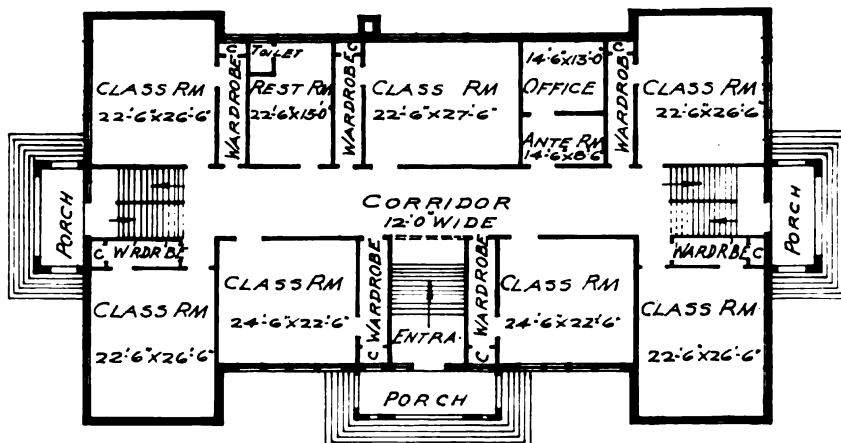 CLASS RM
22'-6"X26'-6"
WARDROBE
C
TOILET
REST RM
22'6"X15'-0"
WARDROBE
C
CLASS RM
22'-6"X27'-6"
14'-6"X13'-0"
OFFICE
ANTE RM
14'-6"X8'6"
WARDROBE
C
CLASS RM
22'-6"X26'6"
PORCH
CORRIDOR
12'-0" WIDE
PORCH
C
WRDR'BE
WARDRBE
C
CLASS RM
22'-6"X26'-6"
CLASS RM
24'-6"X22'-6"
WARDROBE
C
ENTRA.
WARDROBE
C
CLASS RM
24'-6"X22'6"
CLASS RM
22'-6"X26'-6"
PORCH